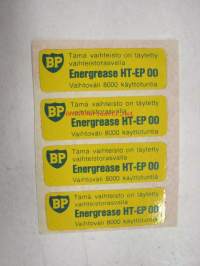 BP
Tämä vaihteisto on täytetty
vaihteistorasvalla
Energrease HT-EP 00
Vaihtoväli 6000 käyttötuntia
BP
Tämä vaihteisto on täytetty
vaihteistorasvalla
Energrease HT-EP 00
Vaihtoväli 6000 käyttötuntia
BP
Tämä vaihteisto on täytetty
vaihteistorasvalla
Energrease HT-EP 00
Vaihtoväli 6000 käyttötuntia
BP
Tämä vaihteisto on täytetty
vaihteistorasvalla
Energrease HT-EP 00
Vaihtoväli 6000 käyttötuntia